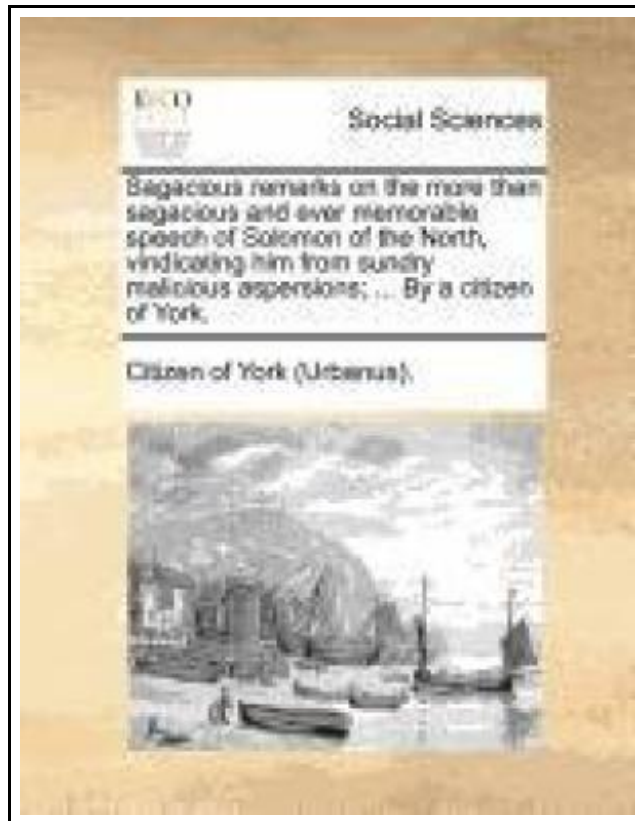 ECCO
Social Sciences
Sagacious remarks on the more than
sagacious and ever memorable
speech of Solomon of the North,
vindicating him from sundry
malicious aspersions; ... By a citizen
of York.
Citizen of York (Urbanus).